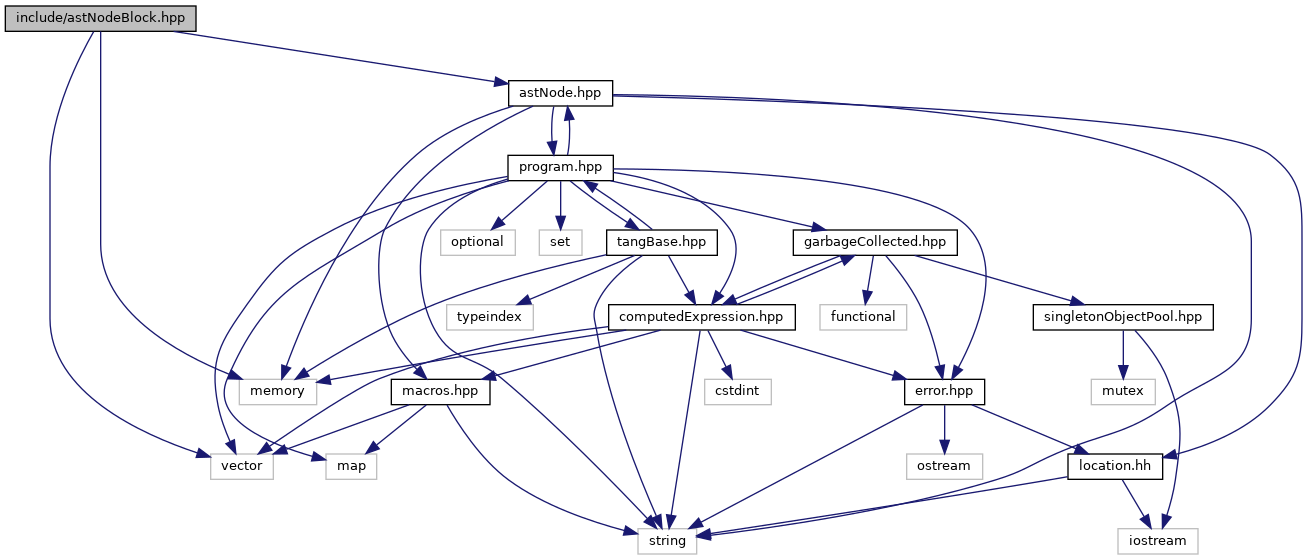 include/astNodeBlock.hpp
astNode.hpp
program.hpp
optional
set
tangBase.hpp
garbageCollected.hpp
typeindex
computedExpression.hpp
functional
singletonObjectPool.hpp
memory
macros.hpp
cstdint
error.hpp
mutex
vector
map
ostream
location.hh
string
iostream